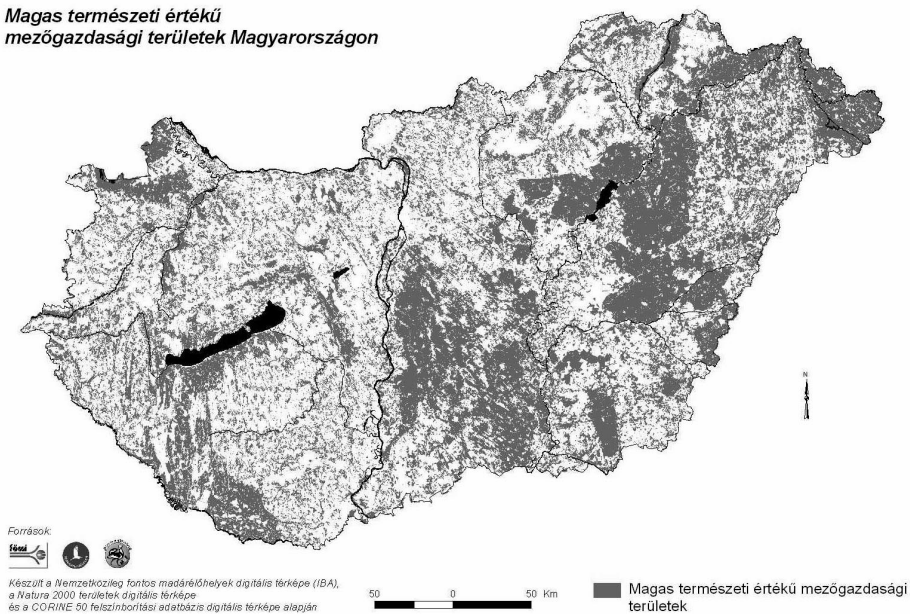 Magas természeti értékű
mezőgazdasági területek Magyarországon
N
Források:
Készült a Nemzetközileg fontos madárélőhelyek digitális térképe (IBA),
a Natura 2000 területek digitális térképe
és a CORINE 50 felszínborítási adatbázis digitális térképe alapján
50 0 50 Km
Magas természeti értékű mezőgazdasági
területek